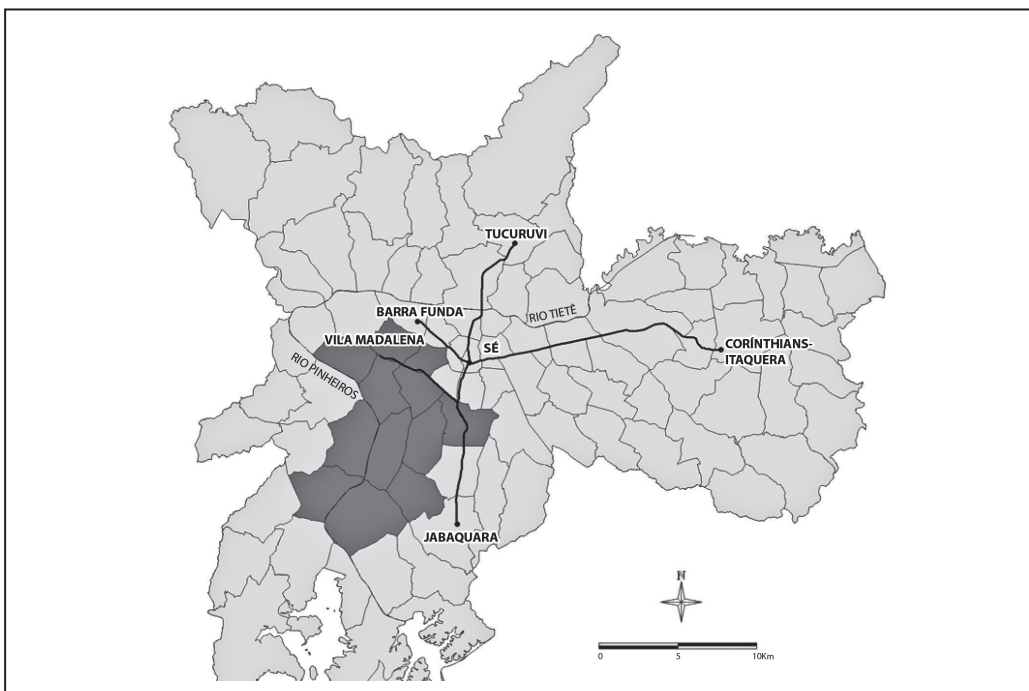 TUCURUVI
BARRA FUNDA
RIO TIETÊ
VILA MADALENA
SÉ
CORÍNTHIANS-
ITAQUERA
RIO PINHEIROS
JABAQUARA
N
0 5 10Km